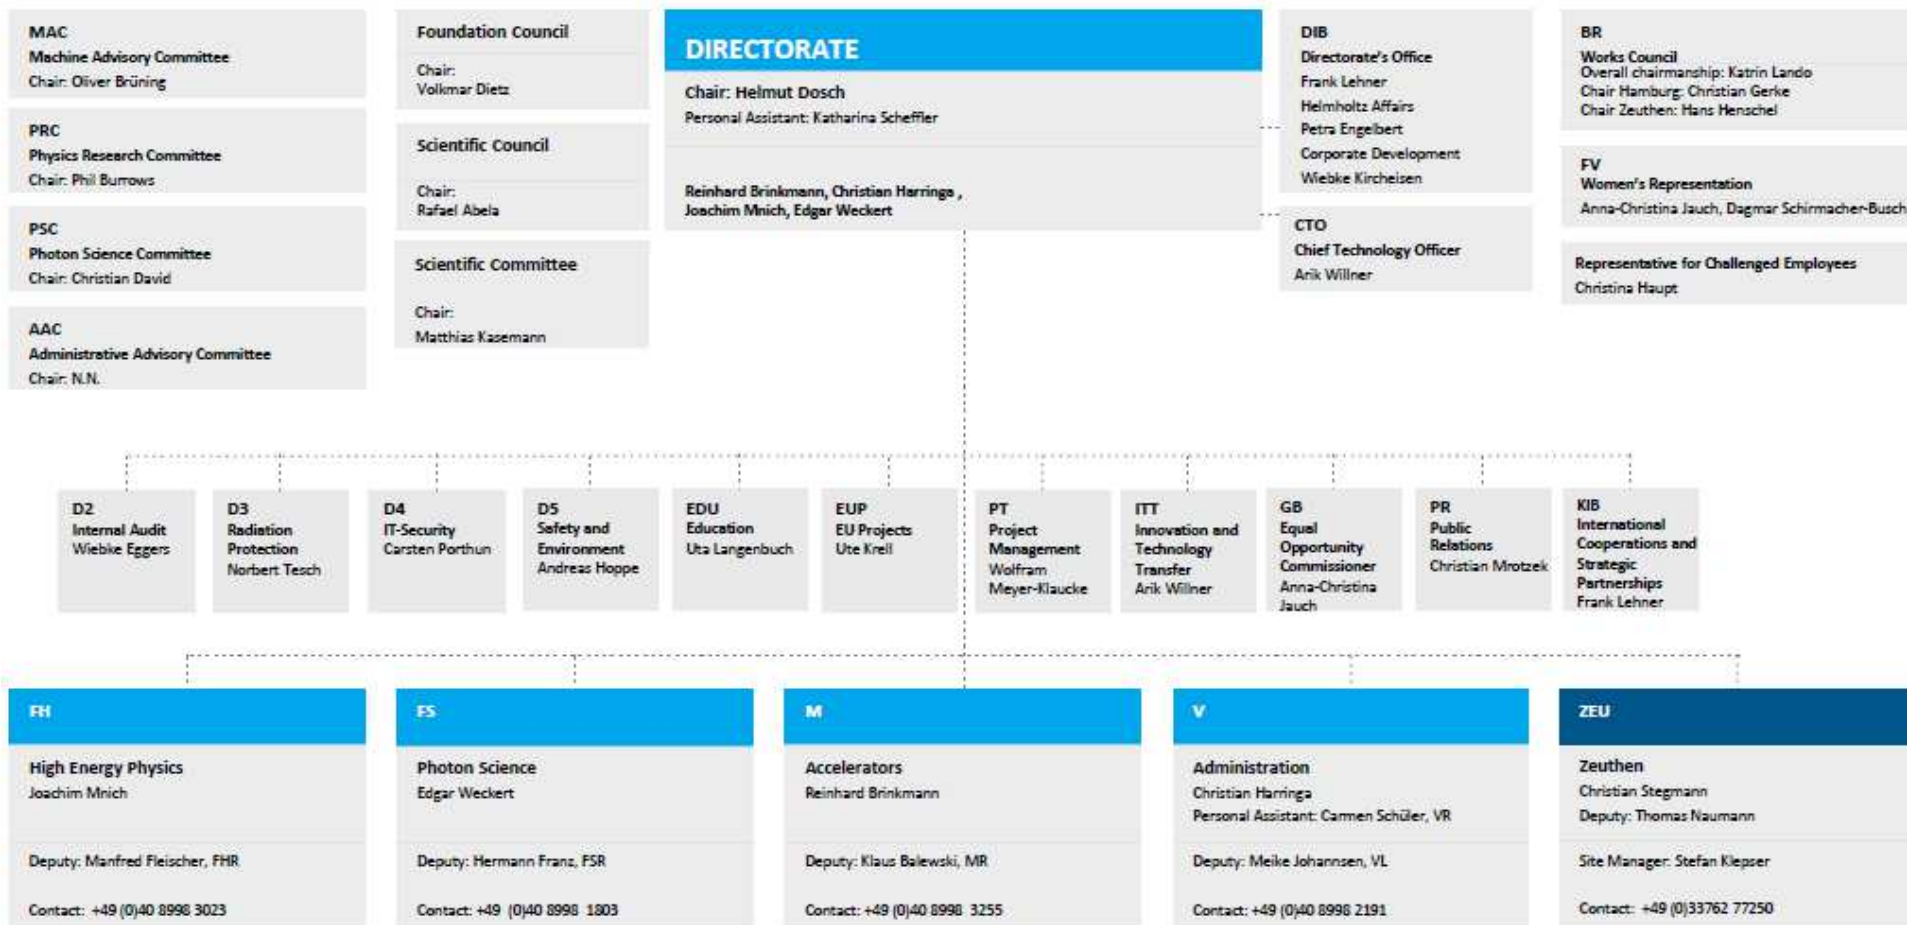 MAC
Machine Advisory Committee
Chair: Oliver Brüning
PRC
Physics Research Committee
Chair: Phil Burrows
PSC
Photon Science Committee
Chair: Christian David
AAC
Administrative Advisory Committee
Chair: N.N.
Foundation Council
Chair:
Volkmar Dietz
Scientific Council
Chair:
Rafael Abela
Scientific Committee
Chair:
Matthias Kasemann
DIRECTORATE
Chair: Helmut Dosch
Personal Assistant: Katharina Scheffler
Reinhard Brinkmann, Christian Harringa ,
Joachim Mnich, Edgar Weckert
DIB
Directorate's Office
Frank Lehner
Helmholtz Affairs
Petra Engelbert
Corporate Development
Wiebke Kircheisen
CTO
Chief Technology Officer
Arik Willner
BR
Works Council
Overall chairmanship: Katrin Lando
Chair Hamburg: Christian Gerke
Chair Zeuthen: Hans Henschel
FV
Women's Representation
Anna-Christina Jauch, Dagmar Schirmacher-Busch
Representative for Challenged Employees
Christina Haupt
D2
Internal Audit
Wiebke Eggers
D3
Radiation
Protection
Norbert Tesch
D4
IT-Security
Carsten Porthun
D5
Safety and
Environment
Andreas Hoppe
EDU
Education
Uta Langenbuch
EUP
EU Projects
Ute Krell
PT
Project
Management
Wolfram
Meyer-Klaucke
ITT
Innovation and
Technology
Transfer
Arik Willner
GB
Equal
Opportunity
Commissioner
Anna-Christina
Jauch
PR
Public
Relations
Christian Mrotzek
KIB
International
Cooperations and
Strategic
Partnerships
Frank Lehner
FH
High Energy Physics
Joachim Mnich
Deputy: Manfred Fleischer, FHR
Contact: +49 (0)40 8998 3023
FS
Photon Science
Edgar Weckert
Deputy: Hermann Franz, FSR
Contact: +49 (0)40 8998 1803
M
Accelerators
Reinhard Brinkmann
Deputy: Klaus Balewski, MR
Contact: +49 (0)40 8998 3255
V
Administration
Christian Harringa
Personal Assistant: Carmen Schüler, VR
Deputy: Meike Johannsen, VL
Contact: +49 (0)40 8998 2191
ZEU
Zeuthen
Christian Stegmann
Deputy: Thomas Naumann
Site Manager: Stefan Klepser
Contact: +49 (0)33762 77250